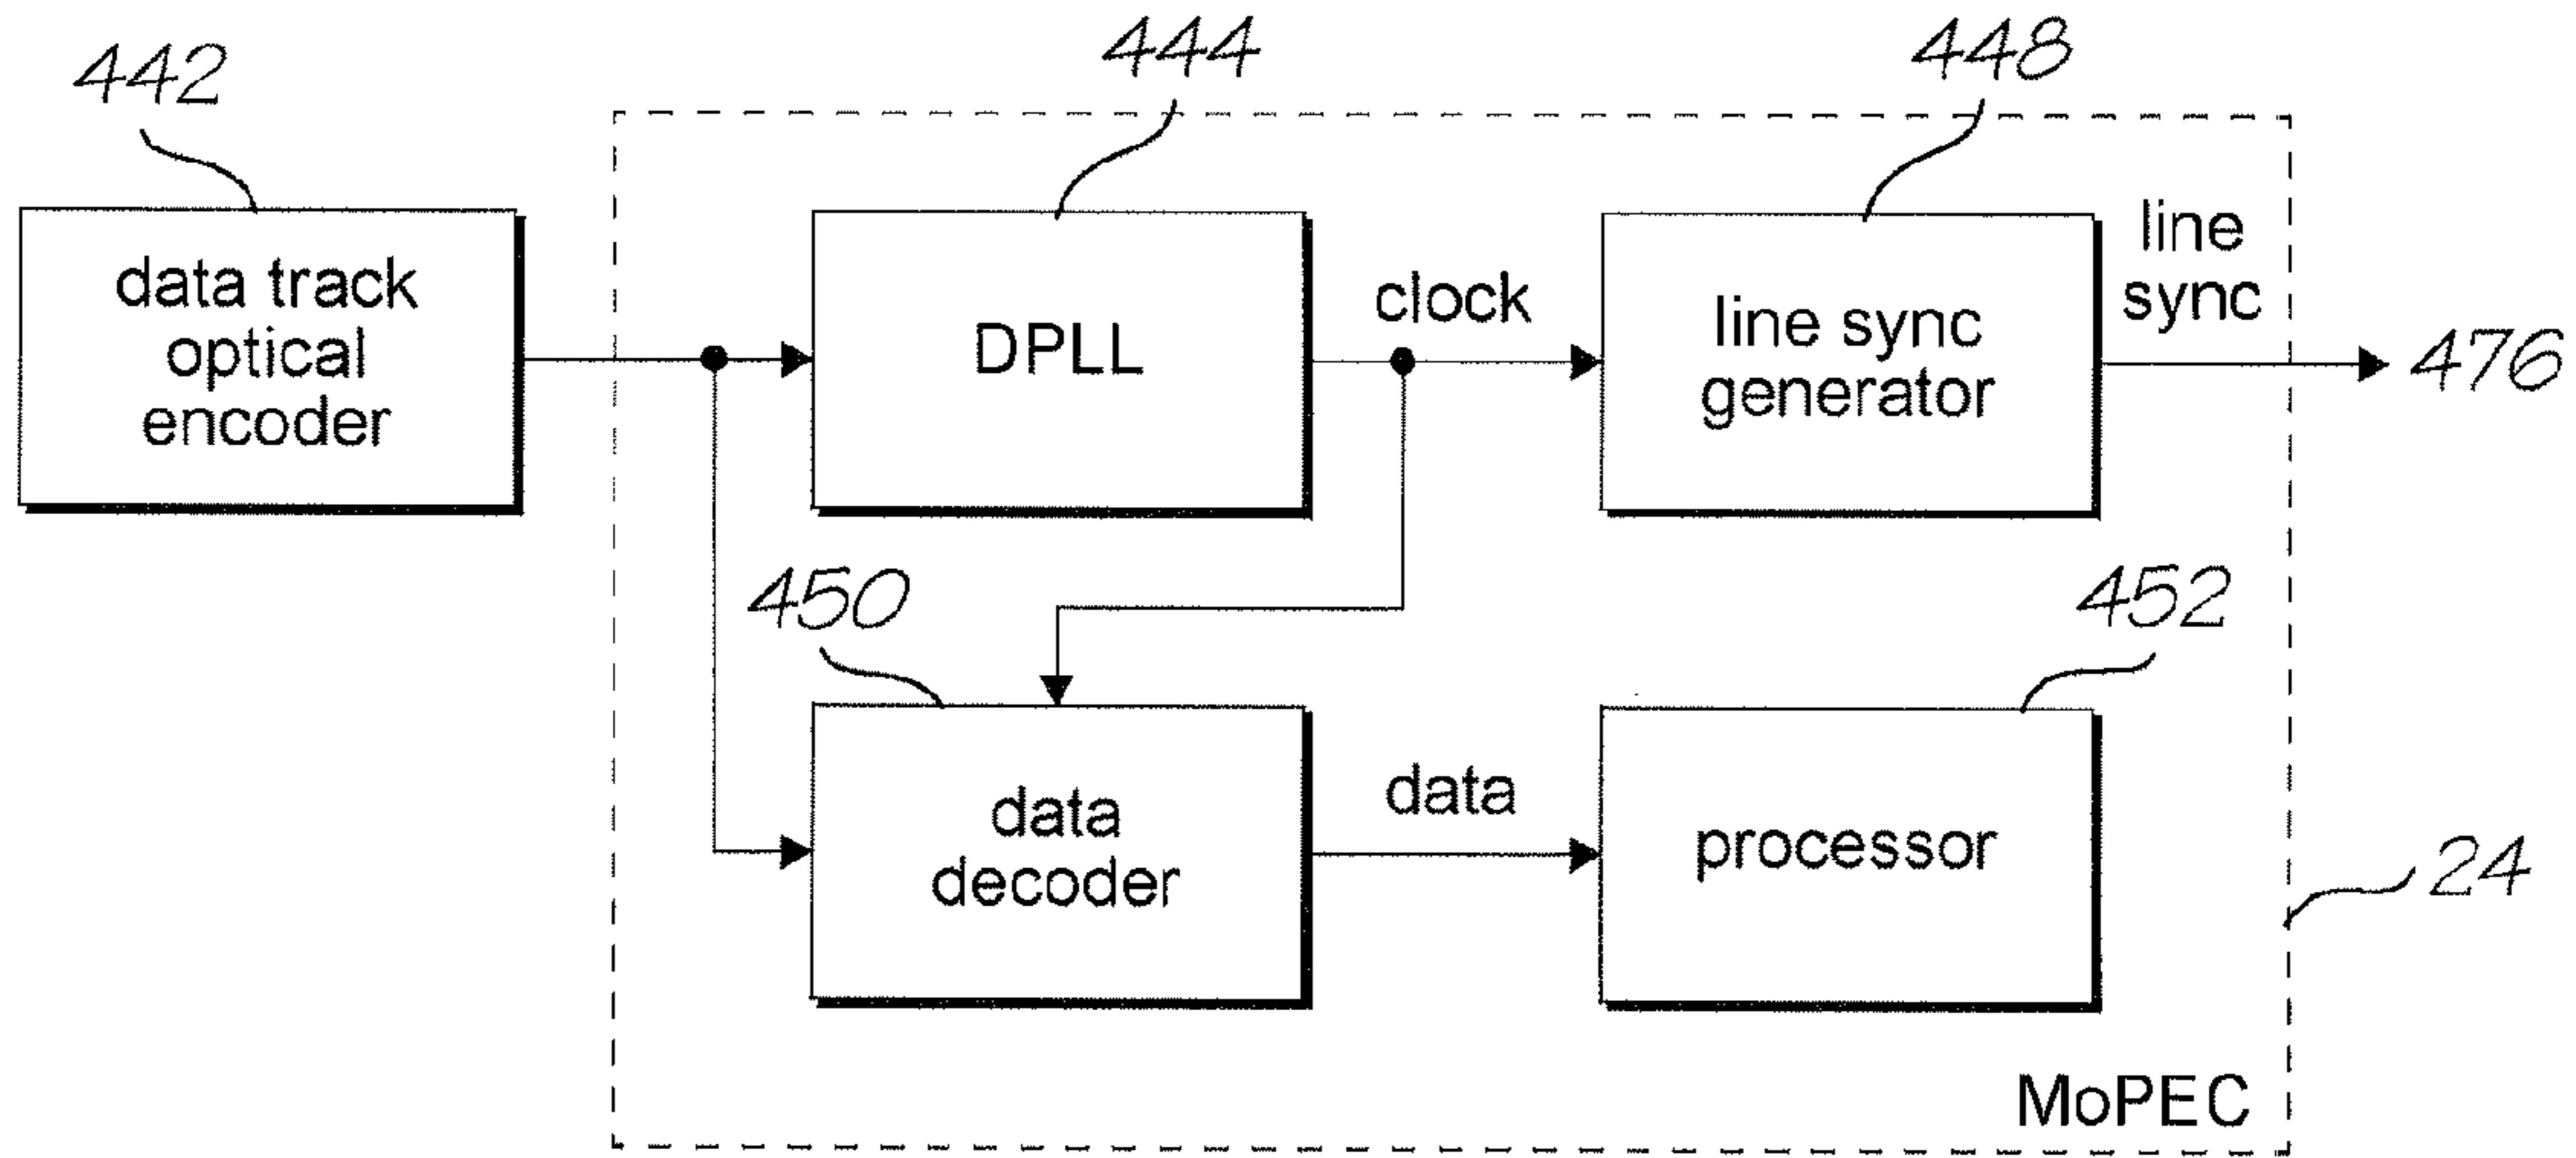 442
444
448
data track
optical
encoder
DPLL
clock
line sync
generator
line
sync
476
450
452
data
decoder
data
processor
24
MoPEC